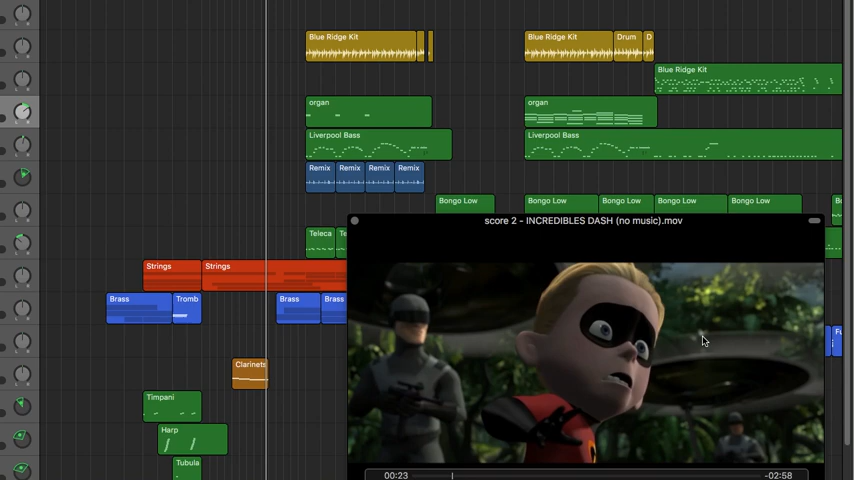 Blue Ridge Kit
Blue Ridge Kit Drum D
Blue Ridge Kit
organ organ
Liverpool Bass Liverpool Bass
Remix Remix Remix Remix
Bongo Low Bongo Low Bongo Low Bongo Low Bongo Low
score 2 - INCREDIBLES DASH (no music).mov
Teleca
Strings Strings
Brass Tromb Brass Brass
Clarinets
Timpani
Harp
Tubula
00:23 -02:58